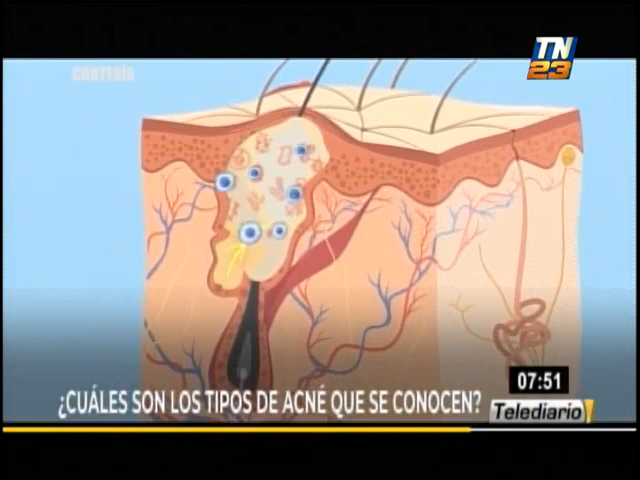 CORTESÍA
TN
23
07:51
¿CUÁLES SON LOS TIPOS DE ACNÉ QUE SE CONOCEN?
Telediario